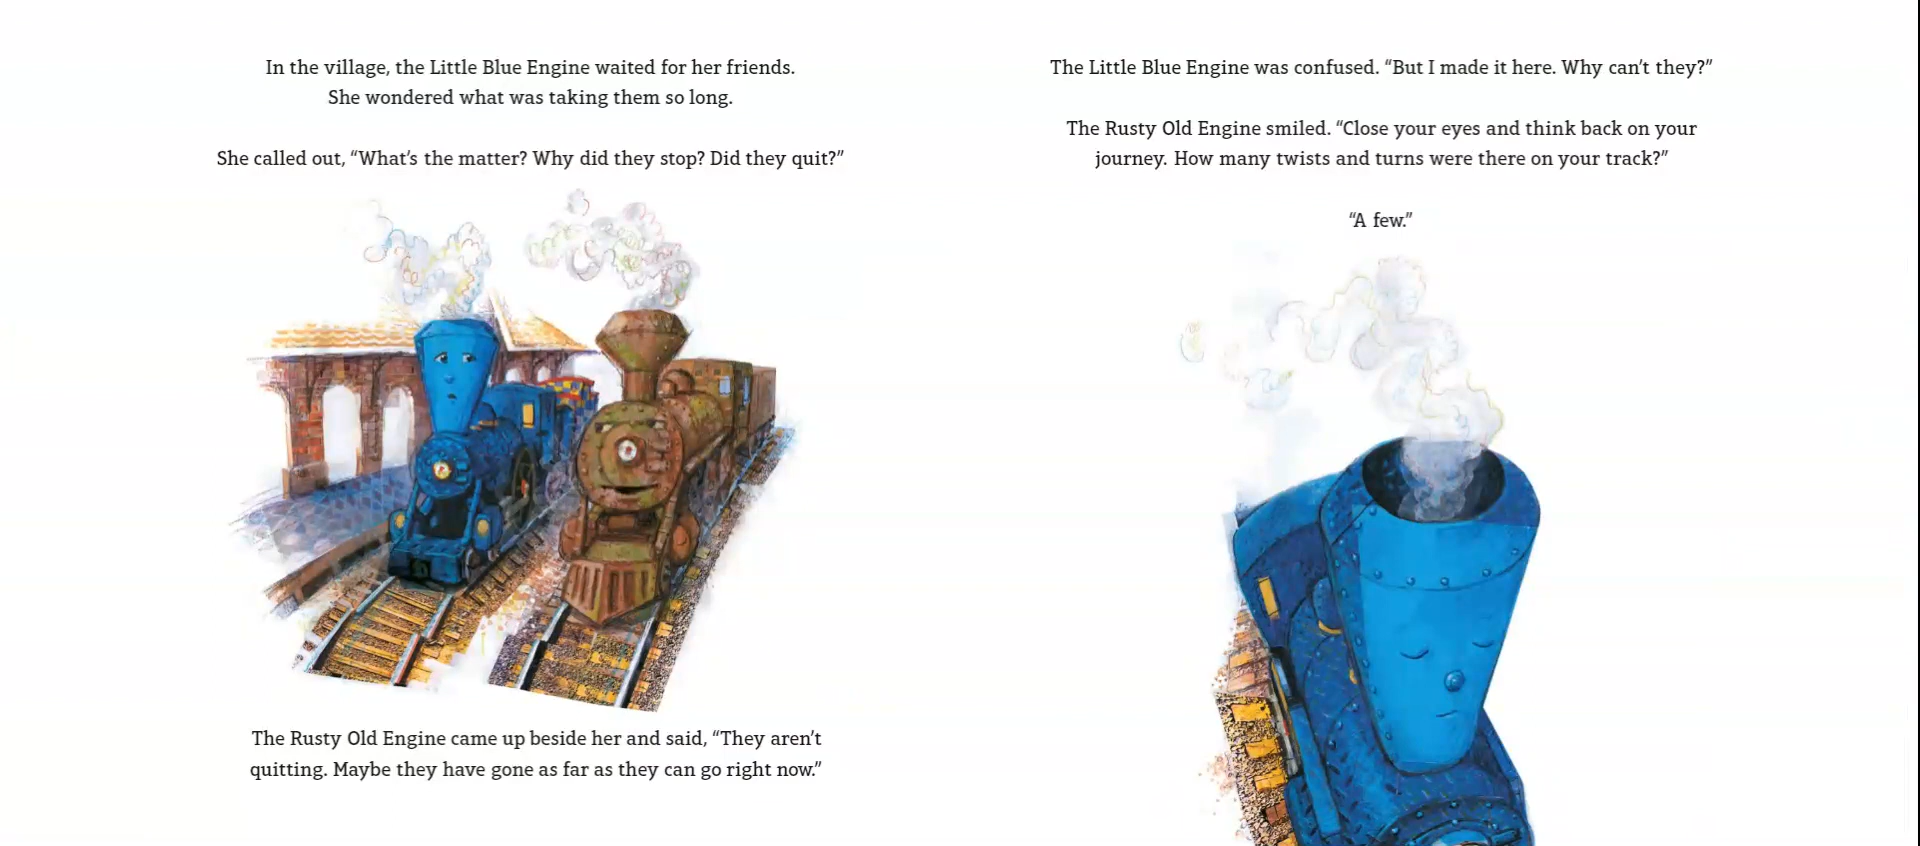 In the village, the Little Blue Engine waited for her friends.
She wondered what was taking them so long.
She called out, “What’s the matter? Why did they stop? Did they quit?”
The Rusty Old Engine came up beside her and said, “They aren’t
quitting. Maybe they have gone as far as they can go right now.”
The Little Blue Engine was confused. “But I made it here. Why can’t they?”
The Rusty Old Engine smiled. “Close your eyes and think back on your
journey. How many twists and turns were there on your track?”
“A few.”